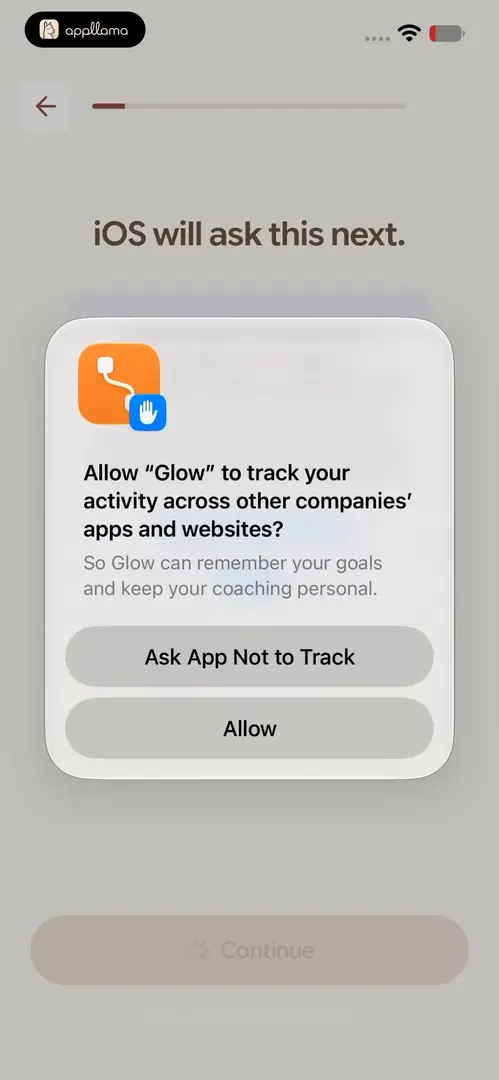 appllama
iOS will ask this next.
Allow “Glow” to track your
activity across other companies’
apps and websites?
So Glow can remember your goals
and keep your coaching personal.
Ask App Not to Track
Allow
Continue